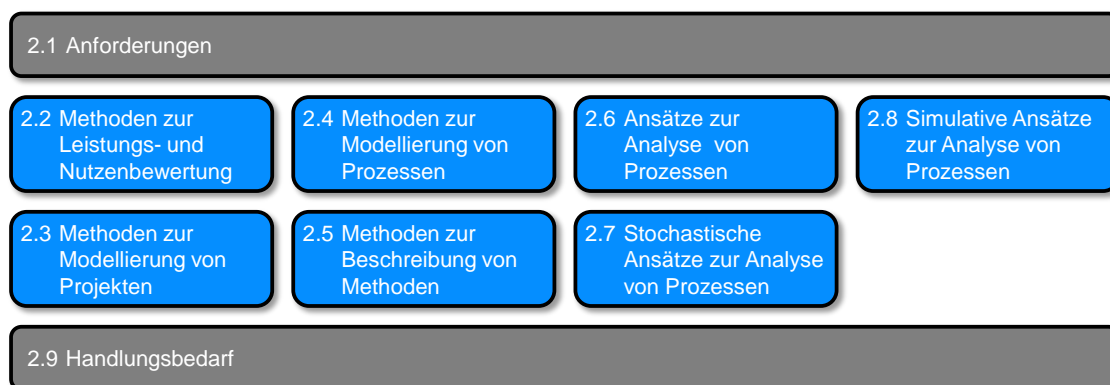 2.1 Anforderungen
2.2 Methoden zur
Leistungs- und
Nutzenbewertung
2.4 Methoden zur
Modellierung von
Prozessen
2.6 Ansätze zur
Analyse von
Prozessen
2.8 Simulative Ansätze
zur Analyse von
Prozessen
2.3 Methoden zur
Modellierung von
Projekten
2.5 Methoden zur
Beschreibung von
Methoden
2.7 Stochastische
Ansätze zur Analyse
von Prozessen
2.9 Handlungsbedarf